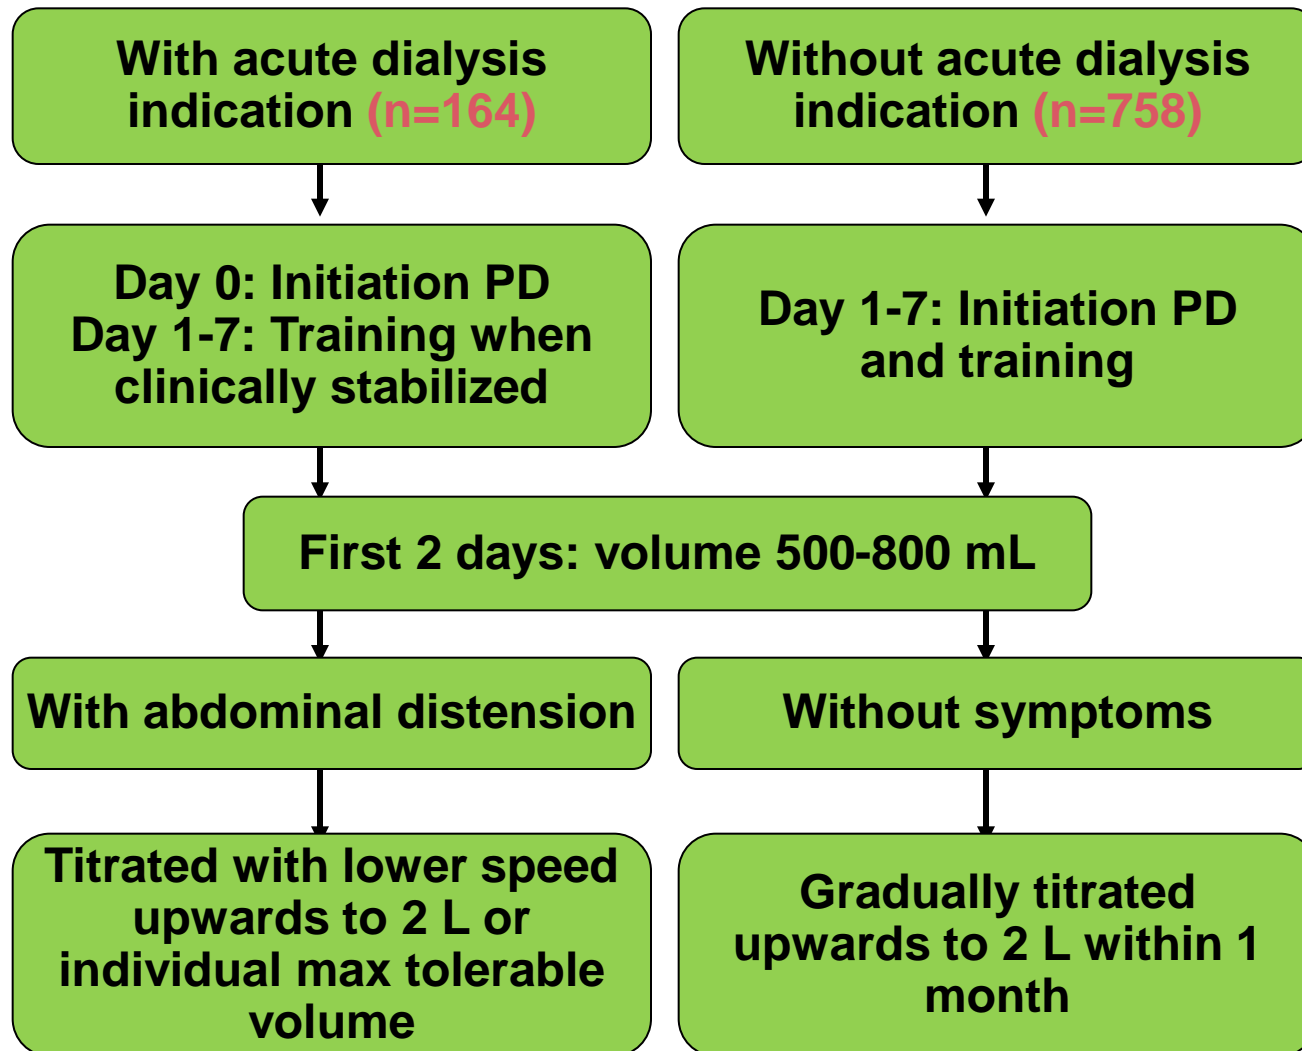 With acute dialysis
indication (n=164)
Without acute dialysis
indication (n=758)
Day 0: Initiation PD
Day 1-7: Training when
clinically stabilized
Day 1-7: Initiation PD
and training
First 2 days: volume 500-800 mL
With abdominal distension
Without symptoms
Titrated with lower speed
upwards to 2 L or
individual max tolerable
volume
Gradually titrated
upwards to 2 L within 1
month